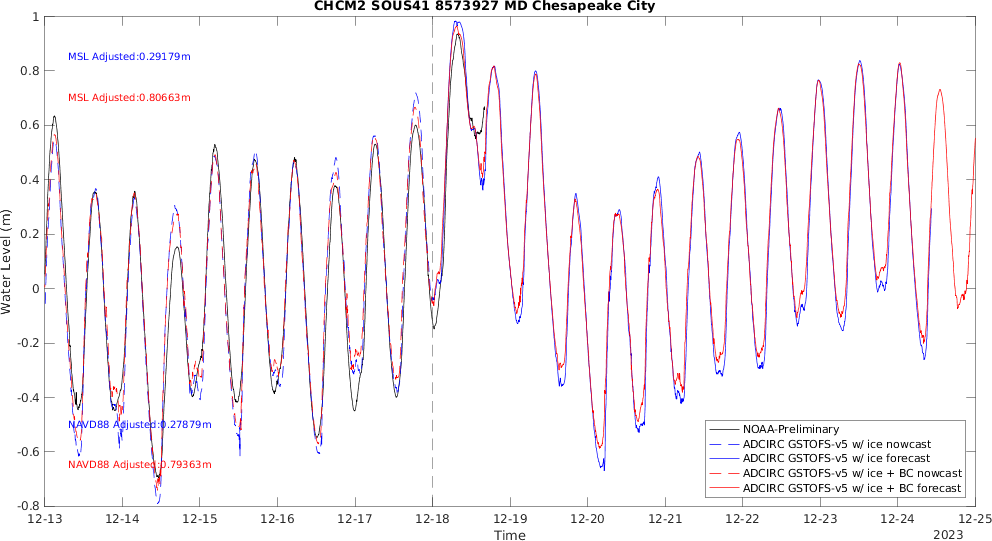 CHCM2 SOUS41 8573927 MD Chesapeake City
1
0.8
0.6
0.4
0.2
0
-0.2
-0.4
-0.6
-0.8
Water Level (m)
MSL Adjusted:0.29179m
MSL Adjusted:0.80663m
NAVD88 Adjusted:0.27879m
NAVD88 Adjusted:0.79363m
NOAA-Preliminary
ADCIRC GSTOFS-v5 w/ ice nowcast
ADCIRC GSTOFS-v5 w/ ice forecast
ADCIRC GSTOFS-v5 w/ ice + BC nowcast
ADCIRC GSTOFS-v5 w/ ice + BC forecast
12-13 12-14 12-15 12-16 12-17 12-18 12-19 12-20 12-21 12-22 12-23 12-24 12-25
Time
2023